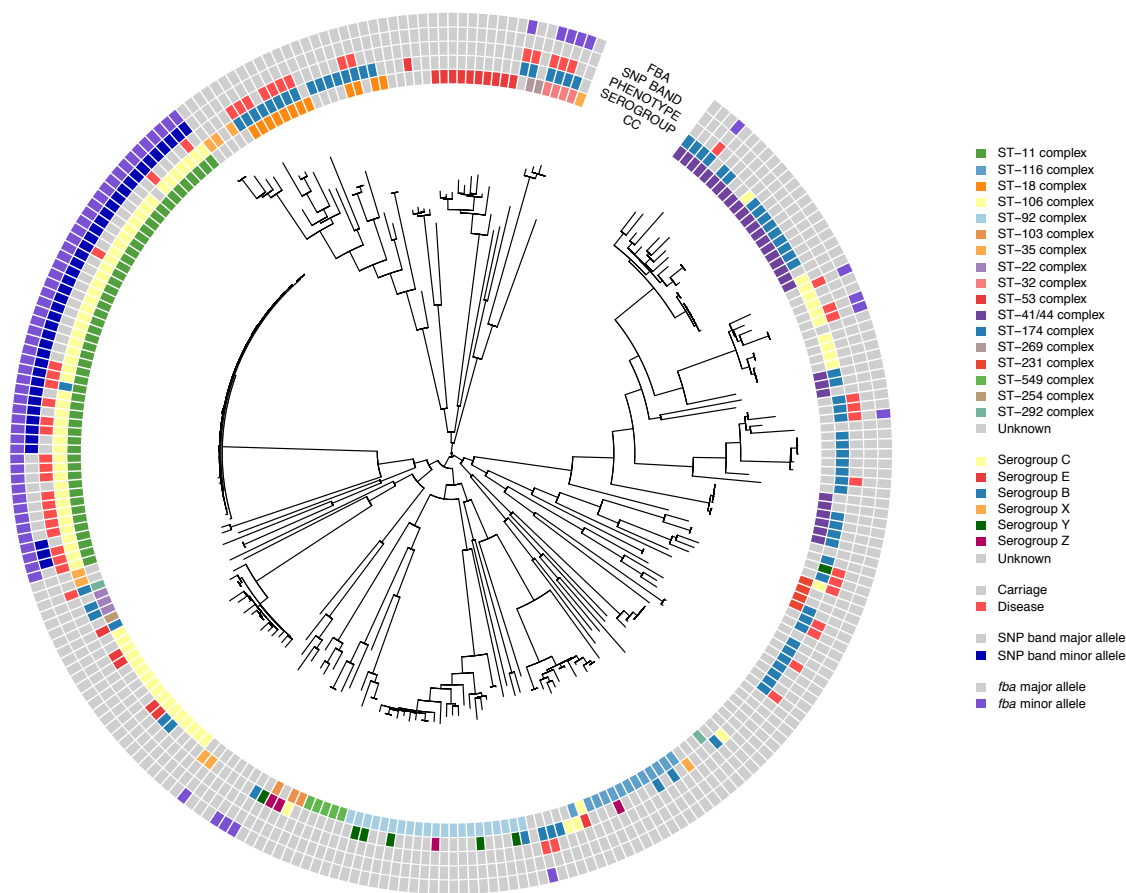 FBA
SNP BAND
PHENOTYPE
SEROGROUP
CC
ST−11 complex
ST−116 complex
ST−18 complex
ST−106 complex
ST−92 complex
ST−103 complex
ST−35 complex
ST−22 complex
ST−32 complex
ST−53 complex
ST−41/44 complex
ST−174 complex
ST−269 complex
ST−231 complex
ST−549 complex
ST−254 complex
ST−292 complex
Unknown
Serogroup C
Serogroup E
Serogroup B
Serogroup X
Serogroup Y
Serogroup Z
Unknown
Carriage
Disease
SNP band major allele
SNP band minor allele
fba major allele
fba minor allele